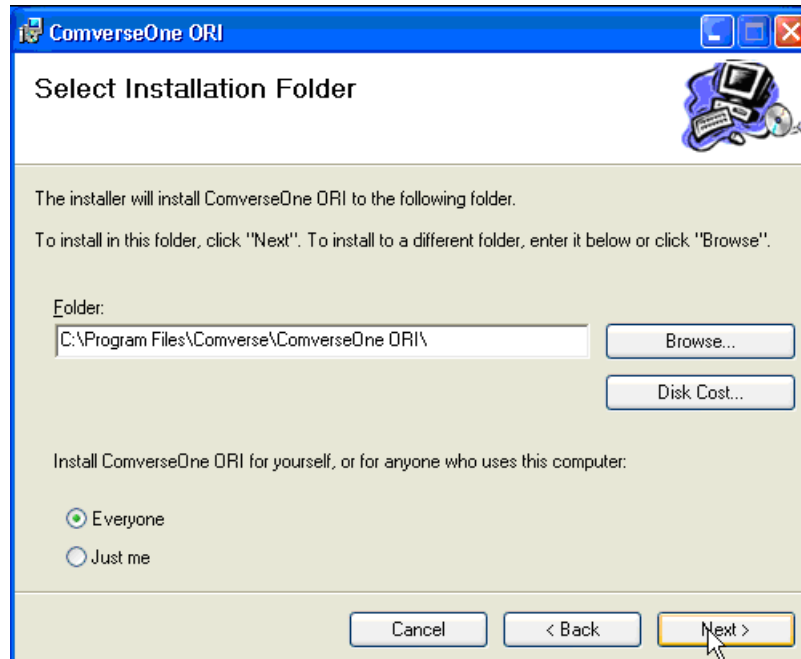 ComverseOne ORI
Select Installation Folder
The installer will install ComverseOne ORI to the following folder.
To install in this folder, click "Next". To install to a different folder, enter it below or click "Browse".
Folder:
C:\Program Files\Comverse\ComverseOne ORI\
Browse...
Disk Cost...
Install ComverseOne ORI for yourself, or for anyone who uses this computer:
Everyone
Just me
Cancel
< Back
Next >